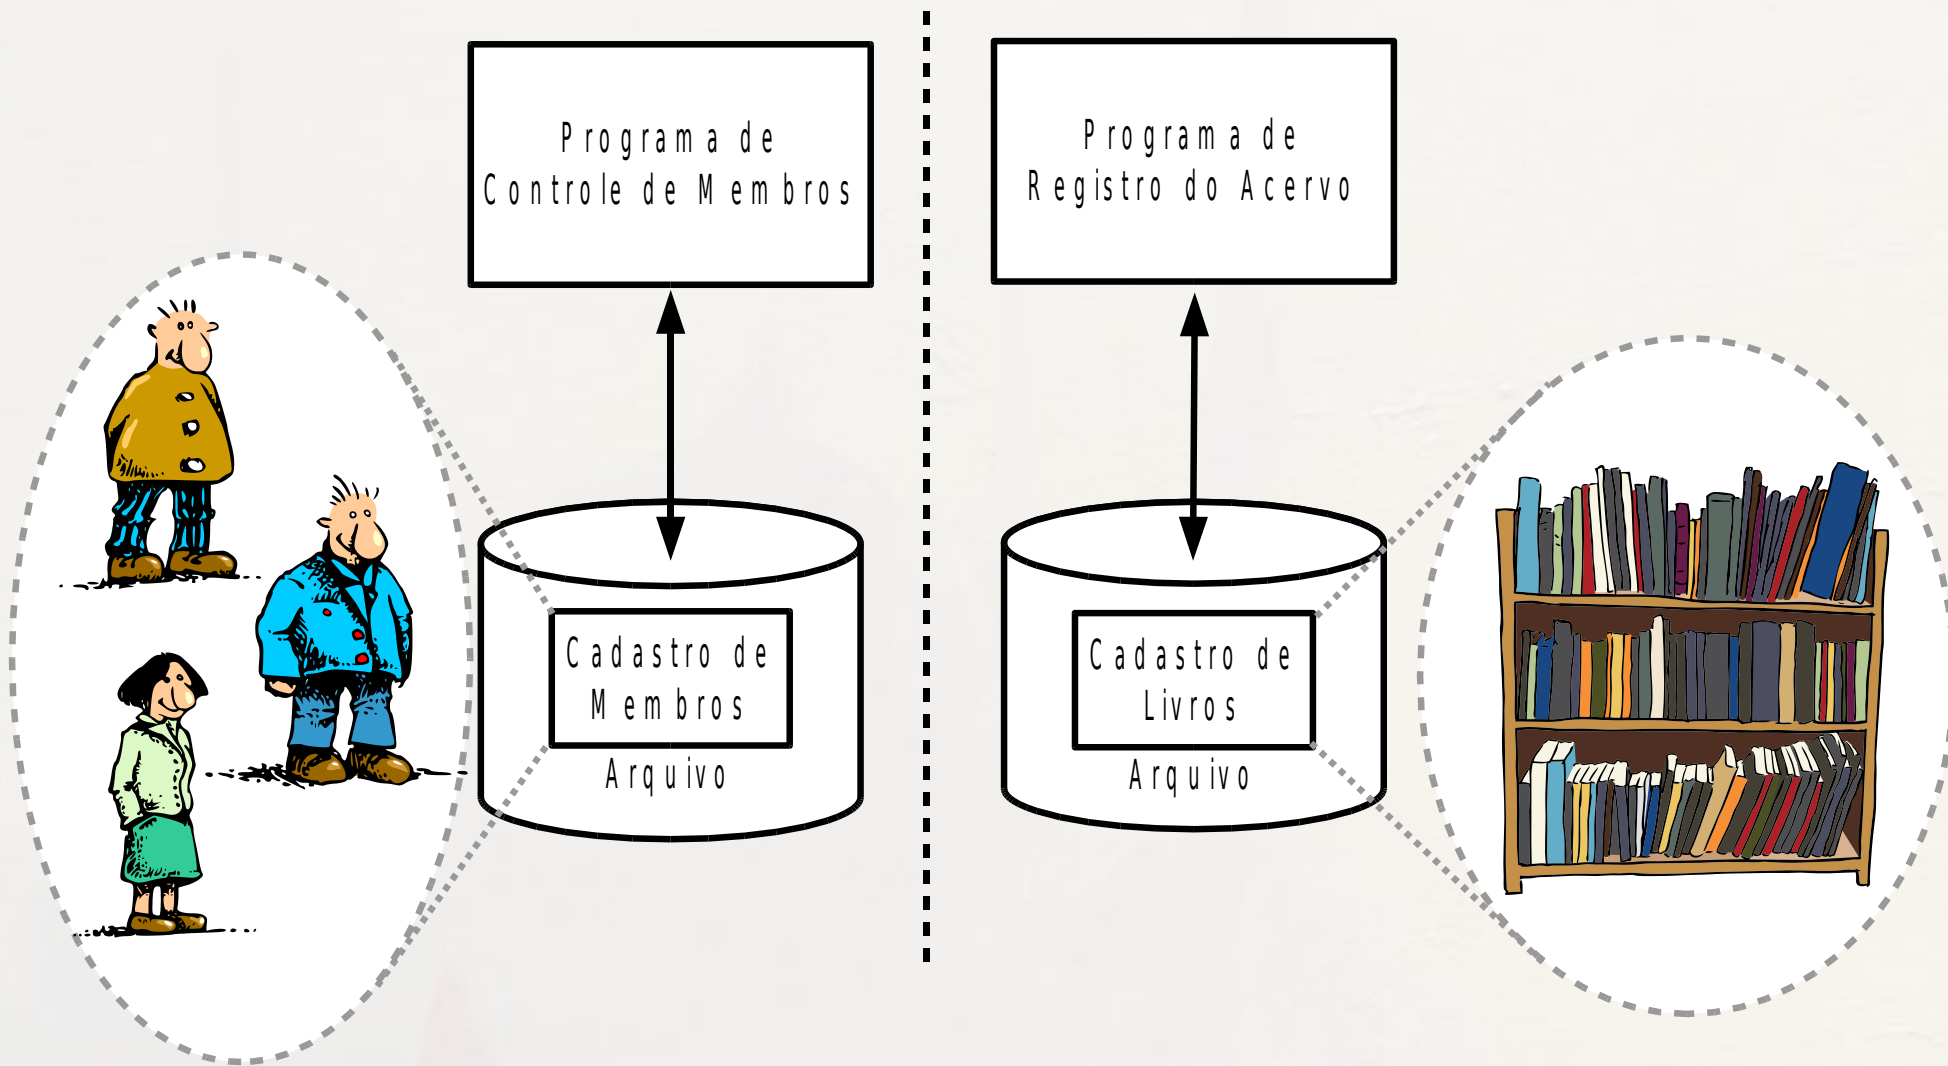 Programa de
Controle de Membros
Programa de
Registro do Acervo
Cadastro de
Membros
Arquivo
Cadastro de
Livros
Arquivo